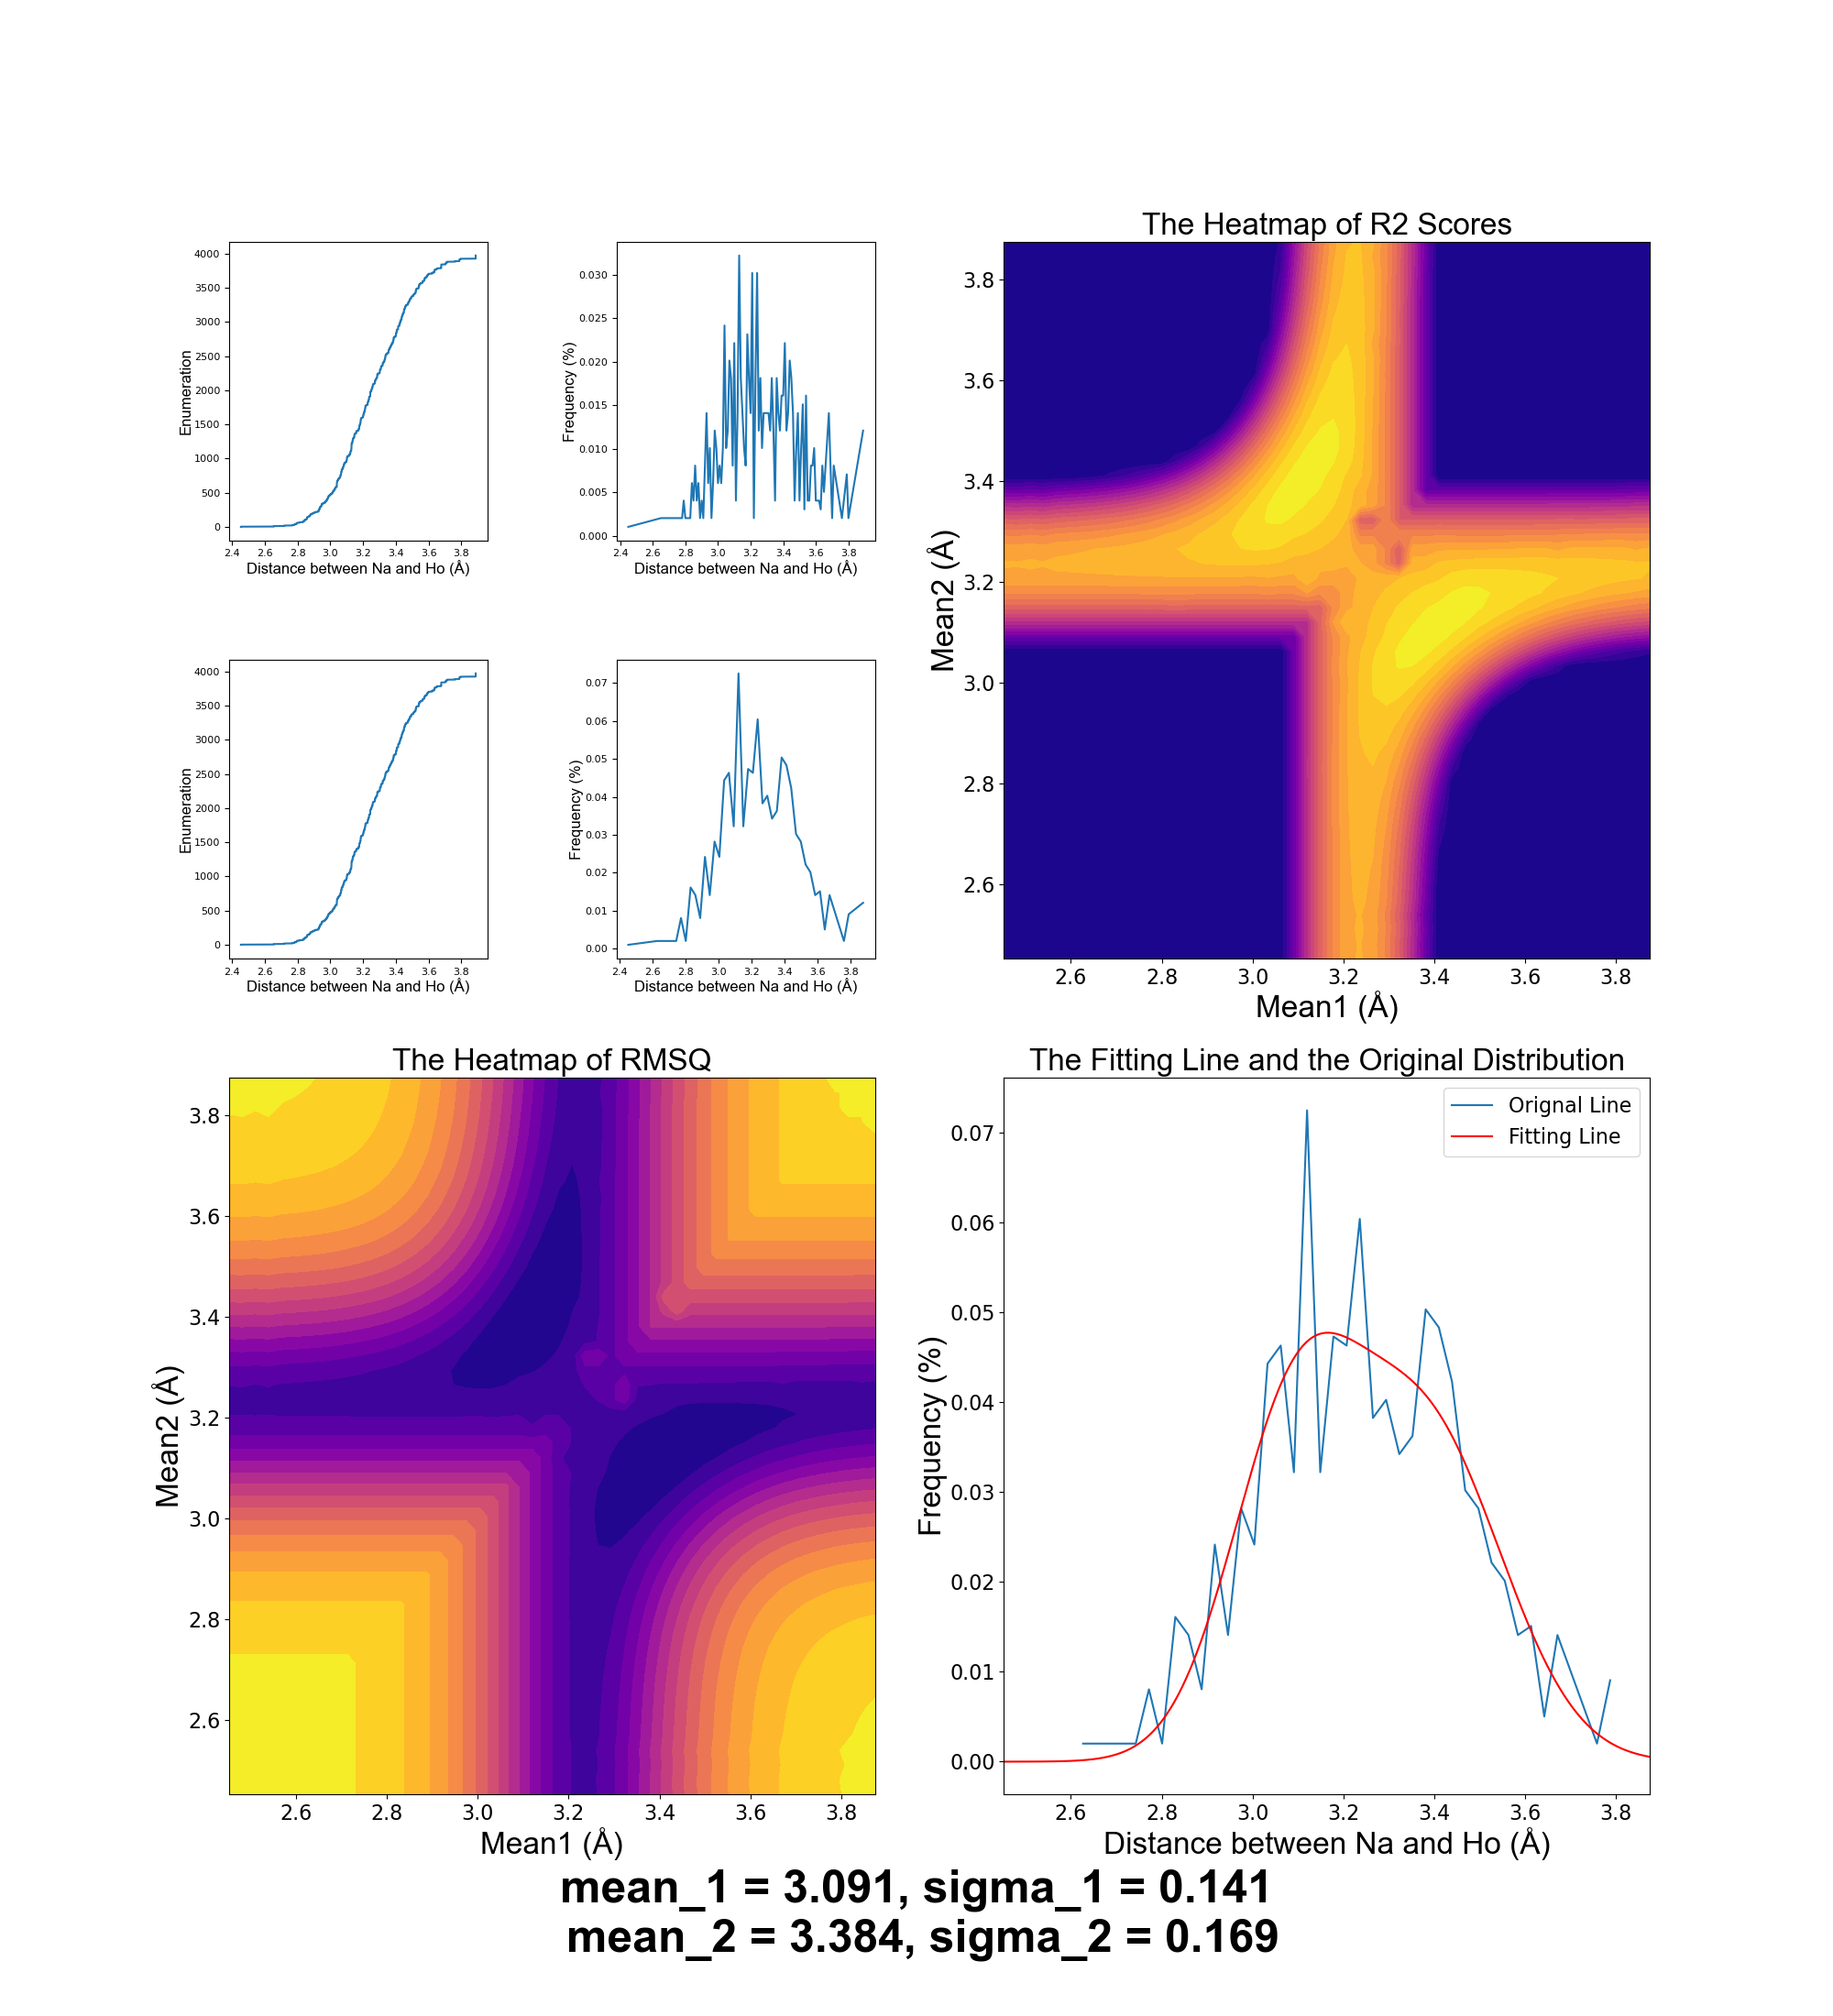 4000
3500
3000
2500
2000
1500
1000
500
0
Enumeration
2.4 2.6 2.8 3.0 3.2 3.4 3.6 3.8
Distance between Na and Ho (Å)
0.030
0.025
0.020
0.015
0.010
0.005
0.000
Frequency (%)
2.4 2.6 2.8 3.0 3.2 3.4 3.6 3.8
Distance between Na and Ho (Å)
The Heatmap of R2 Scores
3.8
3.6
3.4
3.2
3.0
2.8
2.6
Mean2 (Å)
2.6 2.8 3.0 3.2 3.4 3.6 3.8
Mean1 (Å)
4000
3500
3000
2500
2000
1500
1000
500
0
Enumeration
2.4 2.6 2.8 3.0 3.2 3.4 3.6 3.8
Distance between Na and Ho (Å)
0.07
0.06
0.05
0.04
0.03
0.02
0.01
0.00
Frequency (%)
2.4 2.6 2.8 3.0 3.2 3.4 3.6 3.8
Distance between Na and Ho (Å)
The Heatmap of RMSQ
3.8
3.6
3.4
3.2
3.0
2.8
2.6
Mean2 (Å)
2.6 2.8 3.0 3.2 3.4 3.6 3.8
Mean1 (Å)
The Fitting Line and the Original Distribution
Orignal Line
Fitting Line
0.07
0.06
0.05
0.04
0.03
0.02
0.01
0.00
Frequency (%)
2.6 2.8 3.0 3.2 3.4 3.6 3.8
Distance between Na and Ho (Å)
mean_1 = 3.091, sigma_1 = 0.141
mean_2 = 3.384, sigma_2 = 0.169